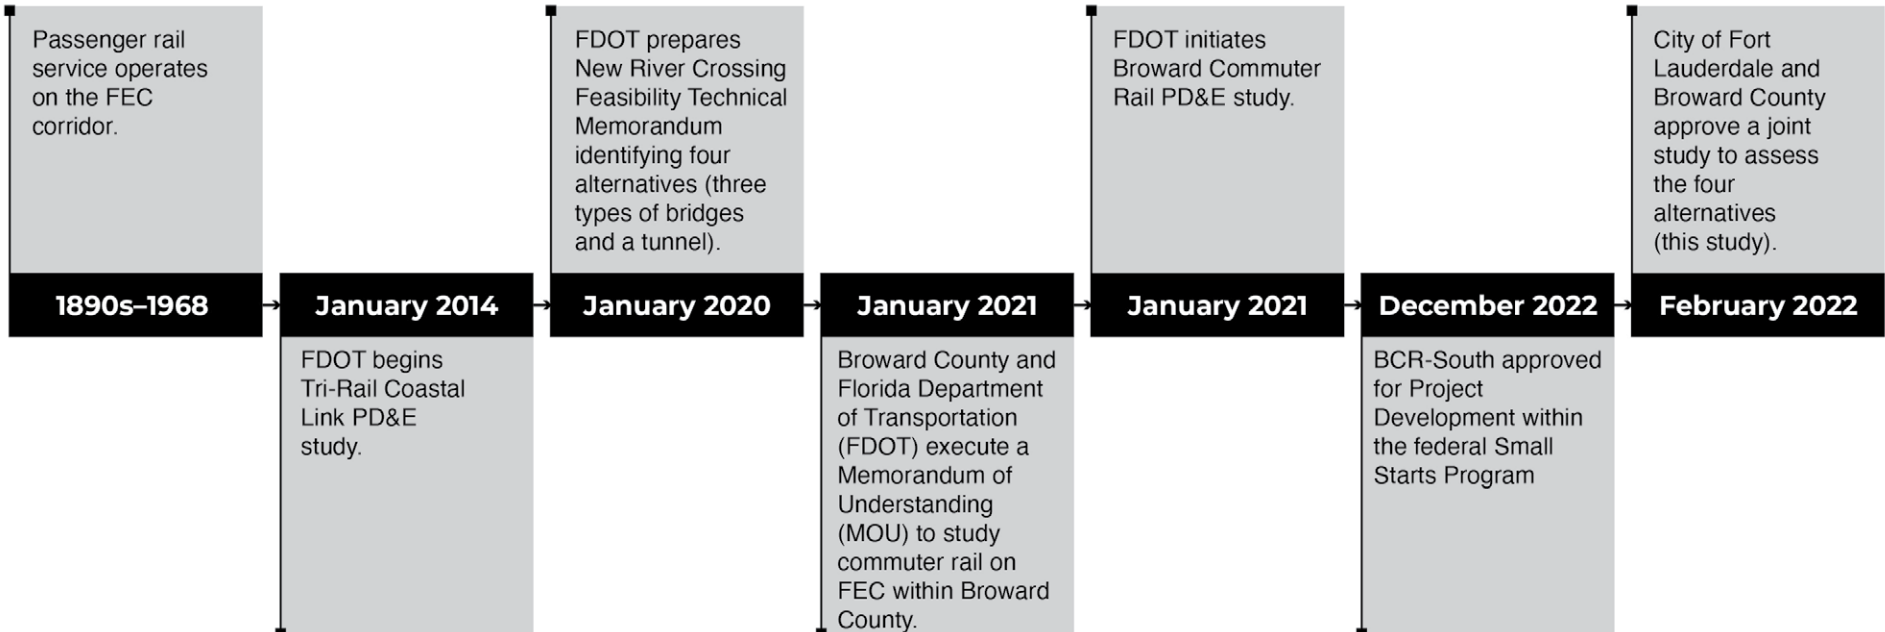 Passenger rail
service operates
on the FEC
corridor.
1890s–1968
January 2014
FDOT begins
Tri-Rail Coastal
Link PD&E
study.
FDOT prepares
New River Crossing
Feasibility Technical
Memorandum
identifying four
alternatives (three
types of bridges
and a tunnel).
January 2020
January 2021
Broward County and
Florida Department
of Transportation
(FDOT) execute a
Memorandum of
Understanding
(MOU) to study
commuter rail on
FEC within Broward
County.
FDOT initiates
Broward Commuter
Rail PD&E study.
January 2021
December 2022
BCR-South approved
for Project
Development within
the federal Small
Starts Program
City of Fort
Lauderdale and
Broward County
approve a joint
study to assess
the four
alternatives
(this study).
February 2022